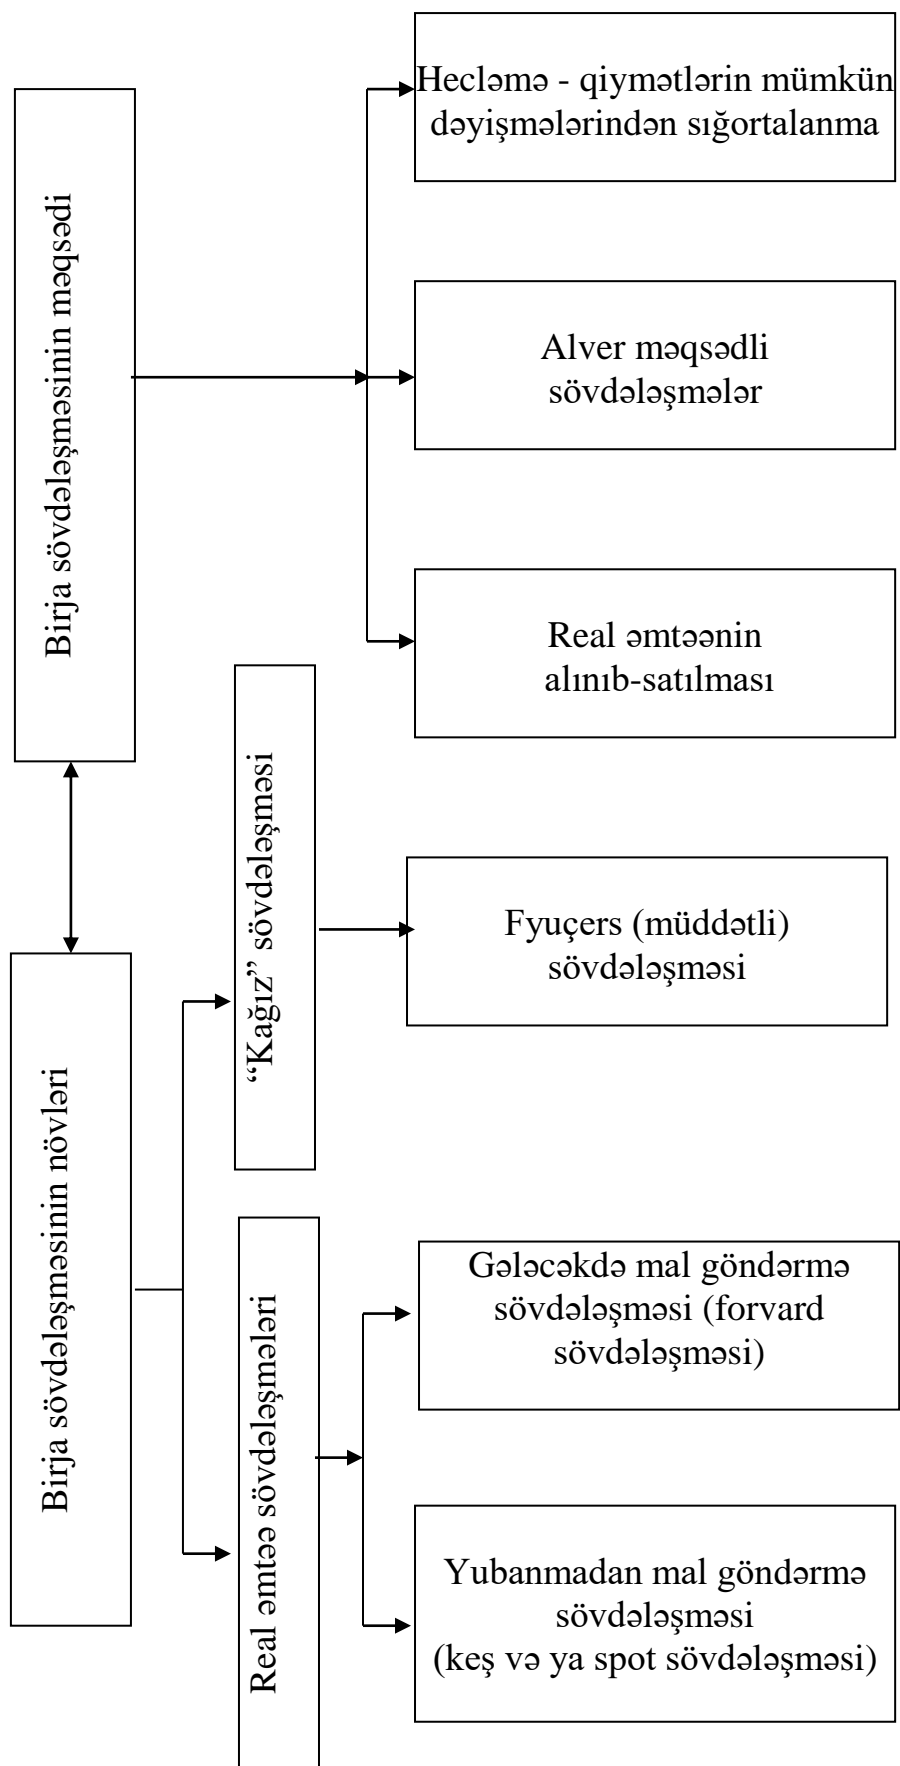 Hecləmə - qiymətlərin mümkün
dəyişmələrindən sığortalanma
Birja sövdələşməsinin məqsədi
Alver məqsədli
sövdələşmələr
Real əmtəənin
alınıb-satılması
“Kağız” sövdələşməsi
Fyuçers (müddətli)
sövdələşməsi
Birja sövdələşməsinin növləri
Real əmtəə sövdələşmələri
Gələcəkdə mal göndərmə
sövdələşməsi (forvard
sövdələşməsi)
Yubanmadan mal göndərmə
sövdələşməsi
(keş və ya spot sövdələşməsi)